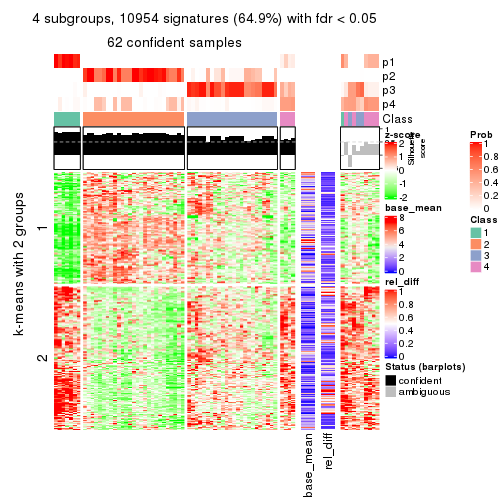 4 subgroups, 10954 signatures (64.9%) with fdr < 0.05
62 confident samples
p1
p2
p3
p4
Class
1
Silhouette
score
z-score
2
1
0
-1
-2
base_mean
8
6
4
2
0
rel_diff
1
0.8
0.6
0.4
0.2
0
Status (barplots)
confident
ambiguous
Prob
1
0.8
0.6
0.4
0.2
0
Class
1
2
3
4
k-means with 2 groups
1
2
base_mean
rel_diff